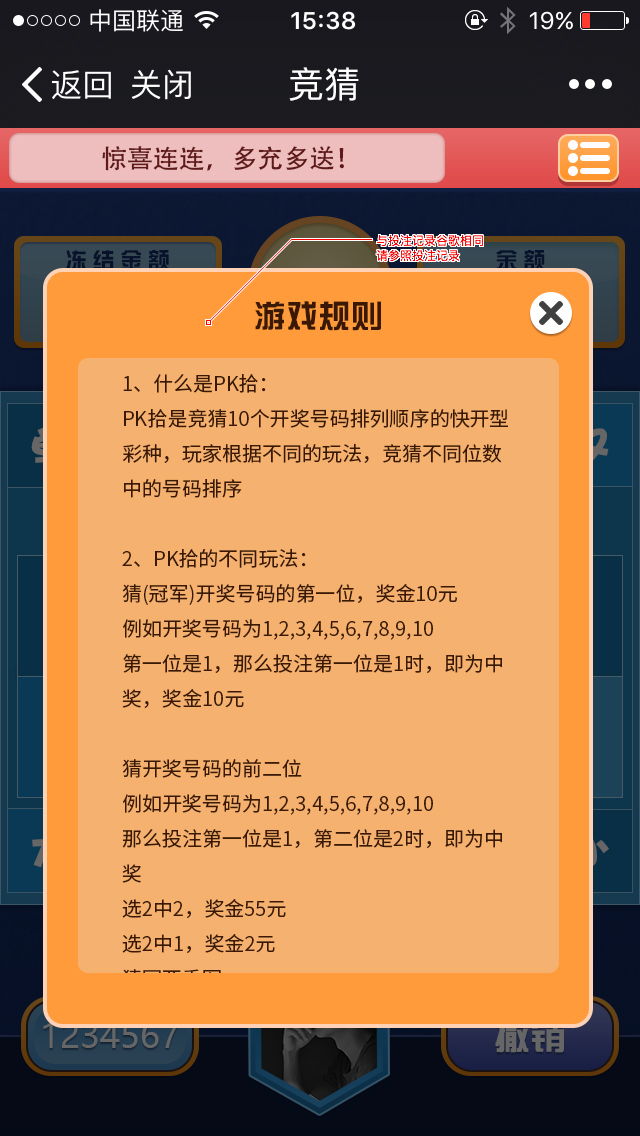 中国联通 15:38 19%
返回 关闭 竞猜
惊喜连连，多充多送！
与投注记录谷歌相同
请参照投注记录
冻结金额 余额
游戏规则
1、什么是PK拾：
PK拾是竞猜10个开奖号码排列顺序的快开型
彩种，玩家根据不同的玩法，竞猜不同位数
中的号码排序
2、PK拾的不同玩法：
猜(冠军)开奖号码的第一位，奖金10元
例如开奖号码为1,2,3,4,5,6,7,8,9,10
第一位是1，那么投注第一位是1时，即为中
奖，奖金10元
猜开奖号码的前二位
例如开奖号码为1,2,3,4,5,6,7,8,9,10
那么投注第一位是1，第二位是2时，即为中
奖
选2中2，奖金55元
选2中1，奖金2元
1234567 撤销